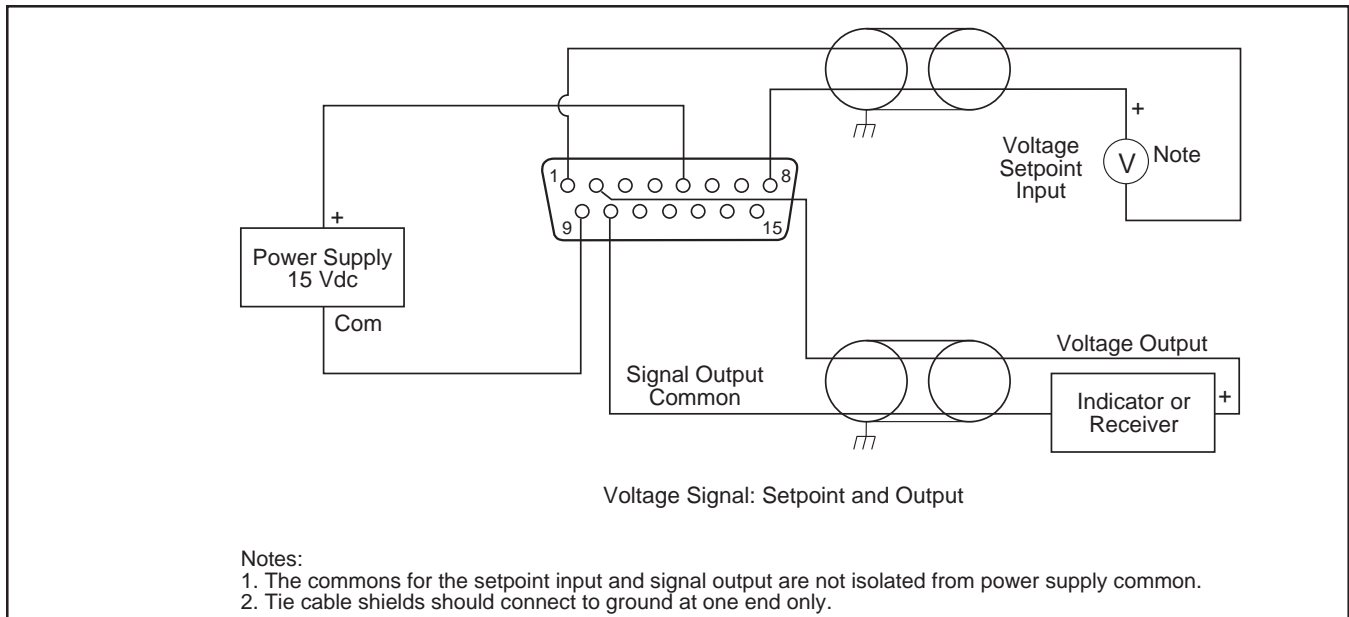 1
8
9
15
+
Power Supply
15 Vdc
Com
+
Voltage
Setpoint
Input
V
Note
Signal Output
Common
Voltage Output
Indicator or
Receiver
+
Voltage Signal: Setpoint and Output
Notes:
1. The commons for the setpoint input and signal output are not isolated from power supply common.
2. Tie cable shields should connect to ground at one end only.